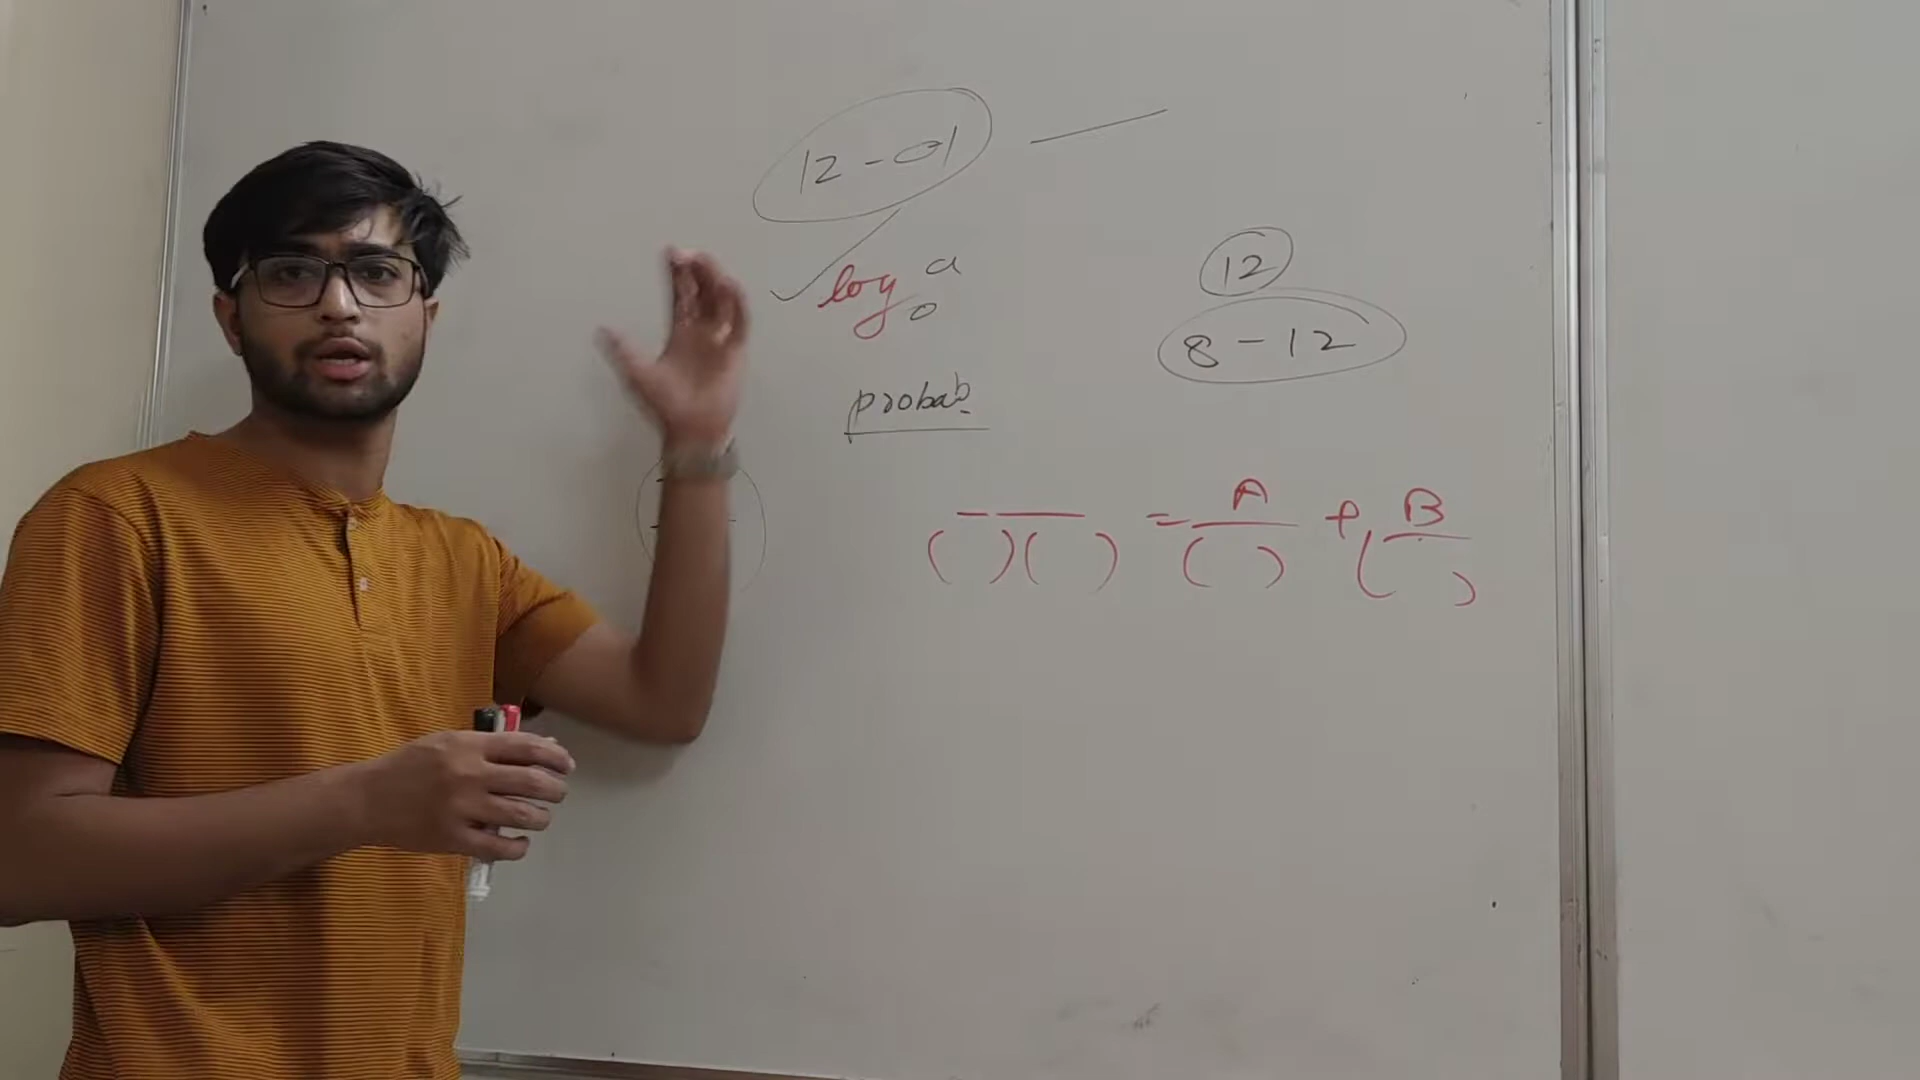 12 - 01
log a
o
12
8 - 12
probab.
A B
( )( ) = ( ) + ( )